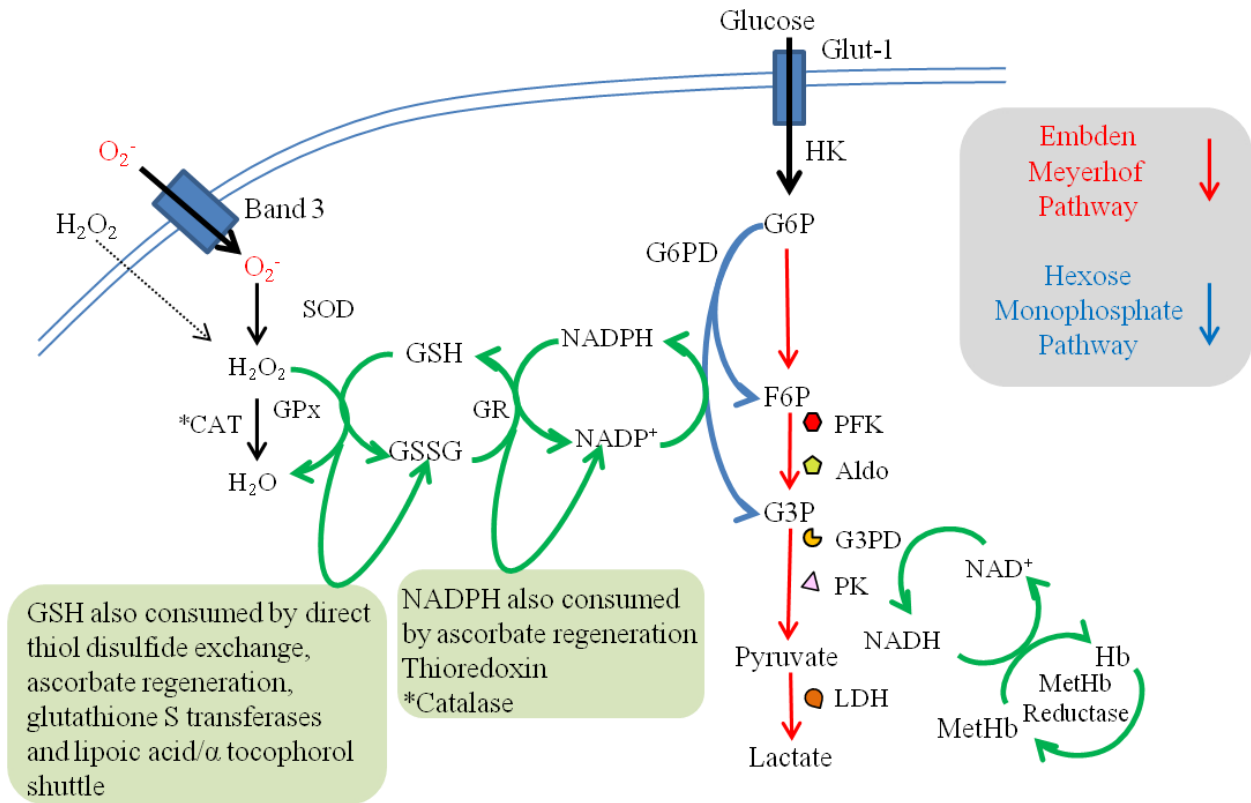 Glucose
Glut-1
HK
O₂⁻
Band 3
H₂O₂
O₂⁻
SOD
H₂O₂
*CAT
GPx
H₂O
GSH
GSSG
GR
NADPH
NADP⁺
G6PD
G6P
F6P
PFK
Aldo
G3P
G3PD
PK
Pyruvate
LDH
Lactate
NAD⁺
NADH
Hb
MetHb
Reductase
MetHb
Embden
Meyerhof
Pathway
Hexose
Monophosphate
Pathway
GSH also consumed by direct
thiol disulfide exchange,
ascorbate regeneration,
glutathione S transferases
and lipoic acid/α tocophorol
shuttle
NADPH also consumed
by ascorbate regeneration
Thioredoxin
*Catalase